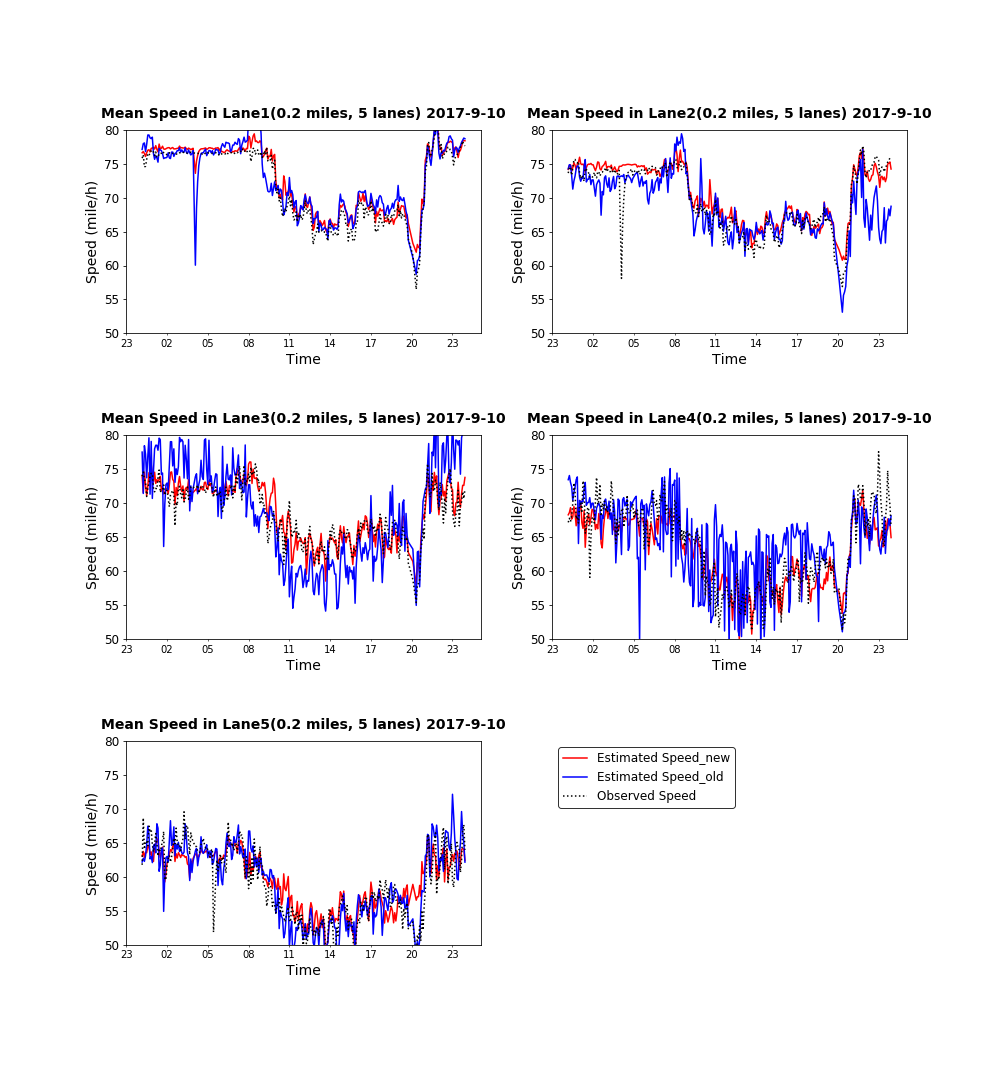 Mean Speed in Lane1(0.2 miles, 5 lanes) 2017-9-10
80
75
70
65
60
55
50
Speed (mile/h)
23 02 05 08 11 14 17 20 23
Time
Mean Speed in Lane2(0.2 miles, 5 lanes) 2017-9-10
80
75
70
65
60
55
50
Speed (mile/h)
23 02 05 08 11 14 17 20 23
Time
Mean Speed in Lane3(0.2 miles, 5 lanes) 2017-9-10
80
75
70
65
60
55
50
Speed (mile/h)
23 02 05 08 11 14 17 20 23
Time
Mean Speed in Lane4(0.2 miles, 5 lanes) 2017-9-10
80
75
70
65
60
55
50
Speed (mile/h)
23 02 05 08 11 14 17 20 23
Time
Mean Speed in Lane5(0.2 miles, 5 lanes) 2017-9-10
80
75
70
65
60
55
50
Speed (mile/h)
23 02 05 08 11 14 17 20 23
Time
Estimated Speed_new
Estimated Speed_old
Observed Speed